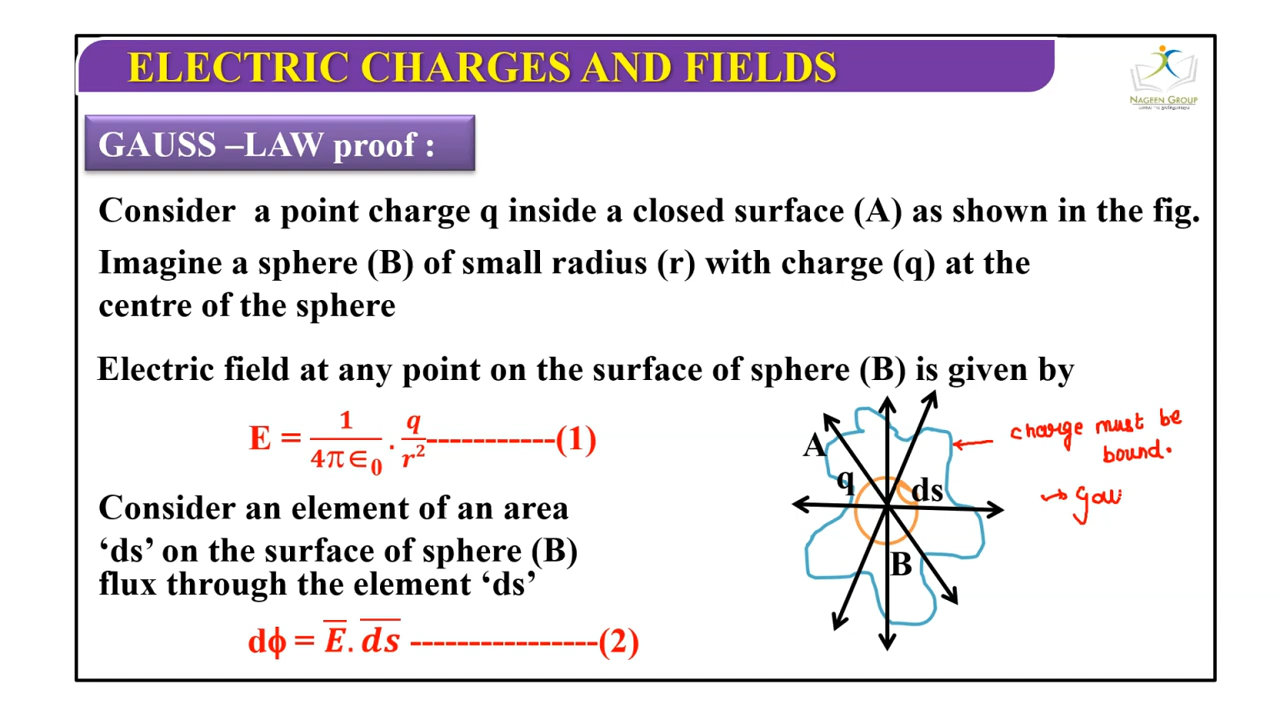 ELECTRIC CHARGES AND FIELDS
NAGEEN GROUP
GAUSS –LAW proof :
Consider a point charge q inside a closed surface (A) as shown in the fig.
Imagine a sphere (B) of small radius (r) with charge (q) at the
centre of the sphere
Electric field at any point on the surface of sphere (B) is given by
E = 1/4π∈₀ . q/r² -----------(1)
Consider an element of an area
‘ds’ on the surface of sphere (B)
flux through the element ‘ds’
dϕ = E̅. d̅s̅ ----------------(2)
A
q
ds
B
charge must be
bound.
→ gau